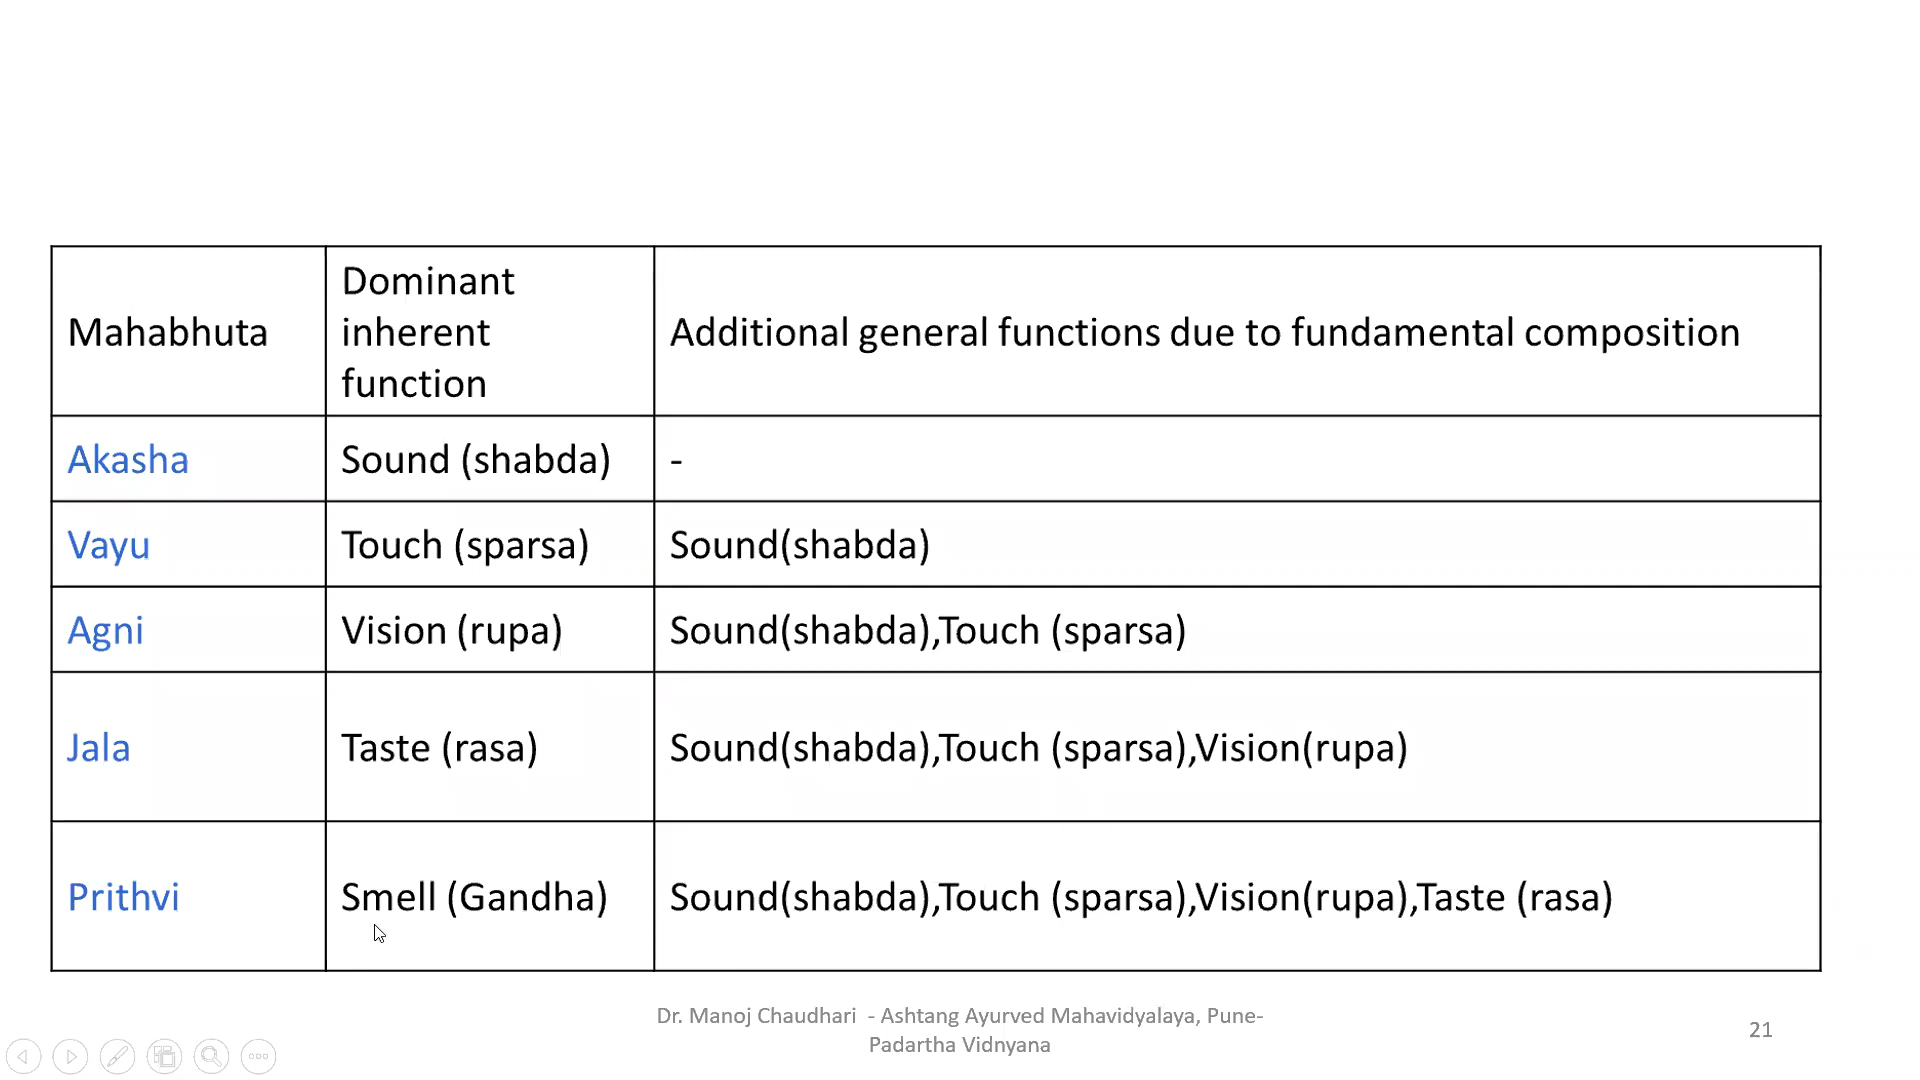 Mahabhuta
Dominant
inherent
function
Additional general functions due to fundamental composition
Akasha
Sound (shabda)
-
Vayu
Touch (sparsa)
Sound(shabda)
Agni
Vision (rupa)
Sound(shabda),Touch (sparsa)
Jala
Taste (rasa)
Sound(shabda),Touch (sparsa),Vision(rupa)
Prithvi
Smell (Gandha)
Sound(shabda),Touch (sparsa),Vision(rupa),Taste (rasa)
Dr. Manoj Chaudhari - Ashtang Ayurved Mahavidyalaya, Pune-
Padartha Vidnyana
21